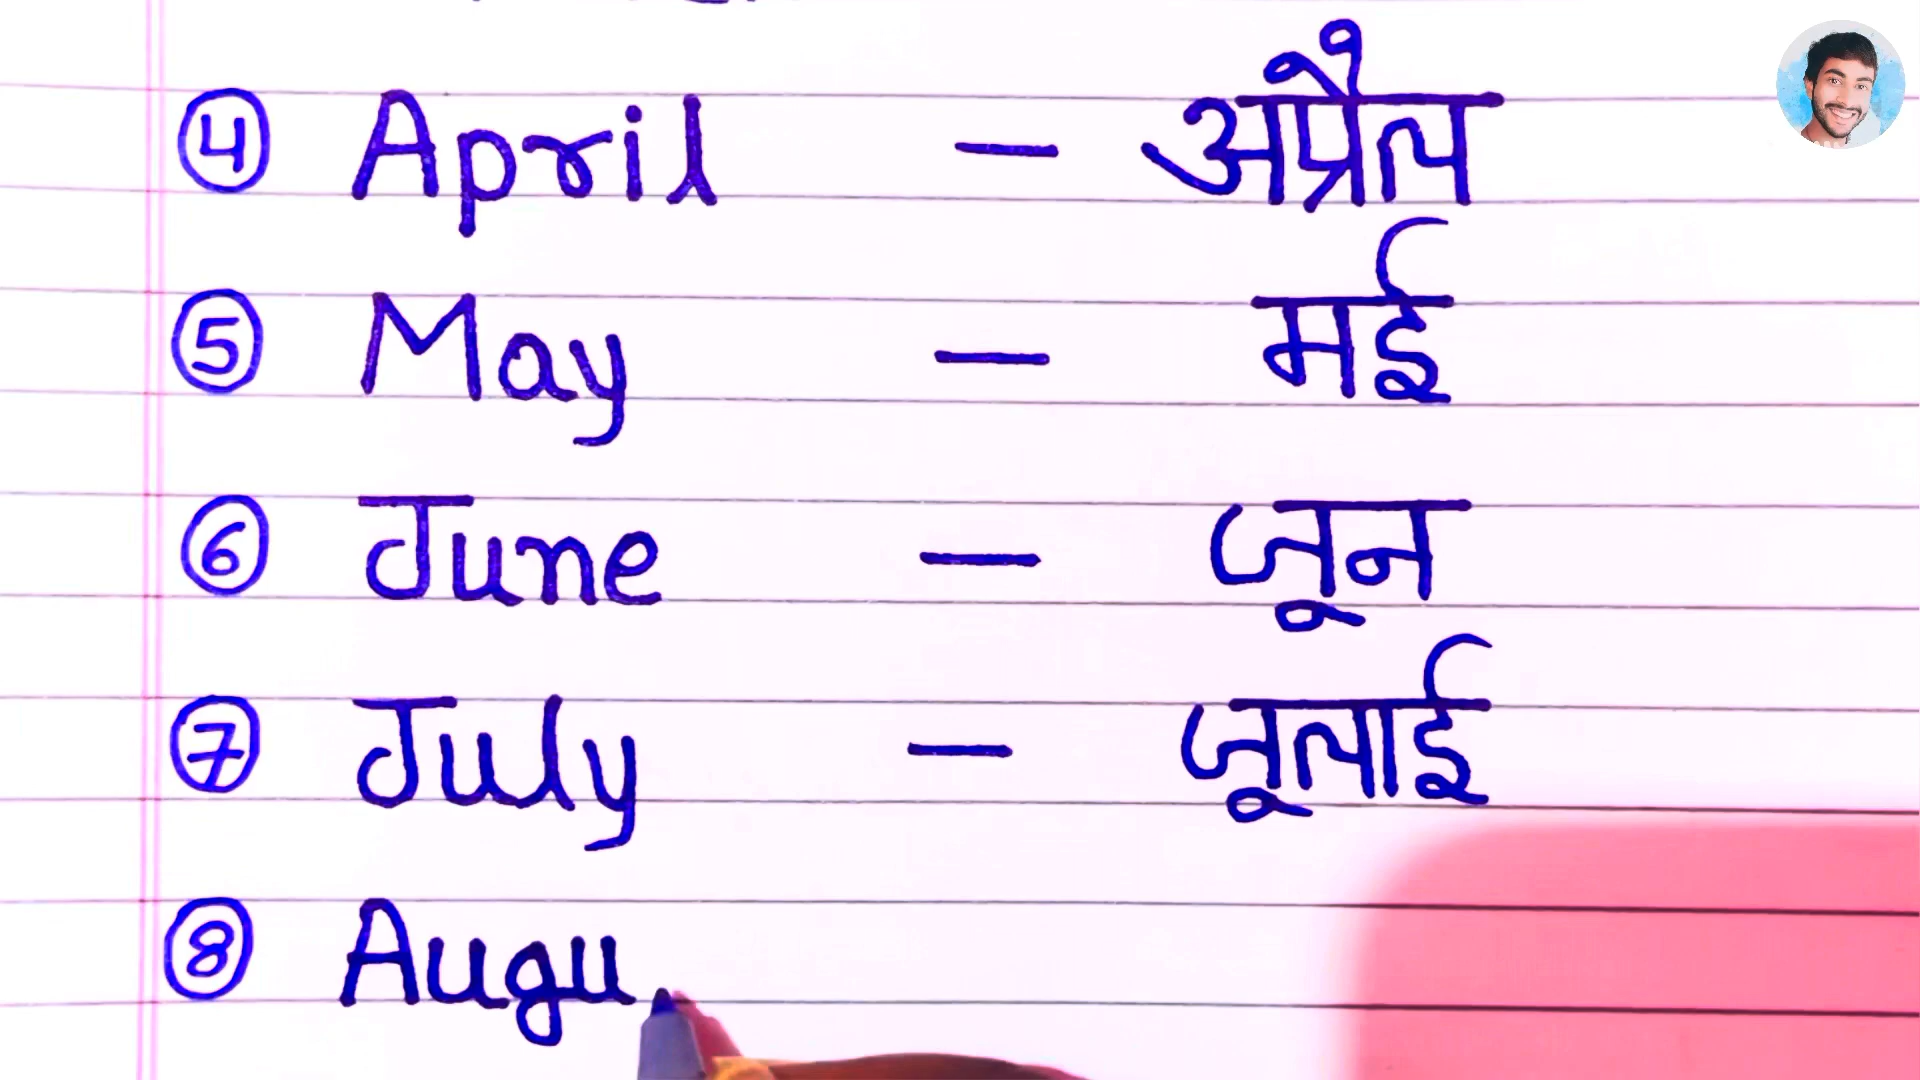 ④ April — अप्रैल
⑤ May — मई
⑥ June — जून
⑦ July — जूलाई
⑧ Augu